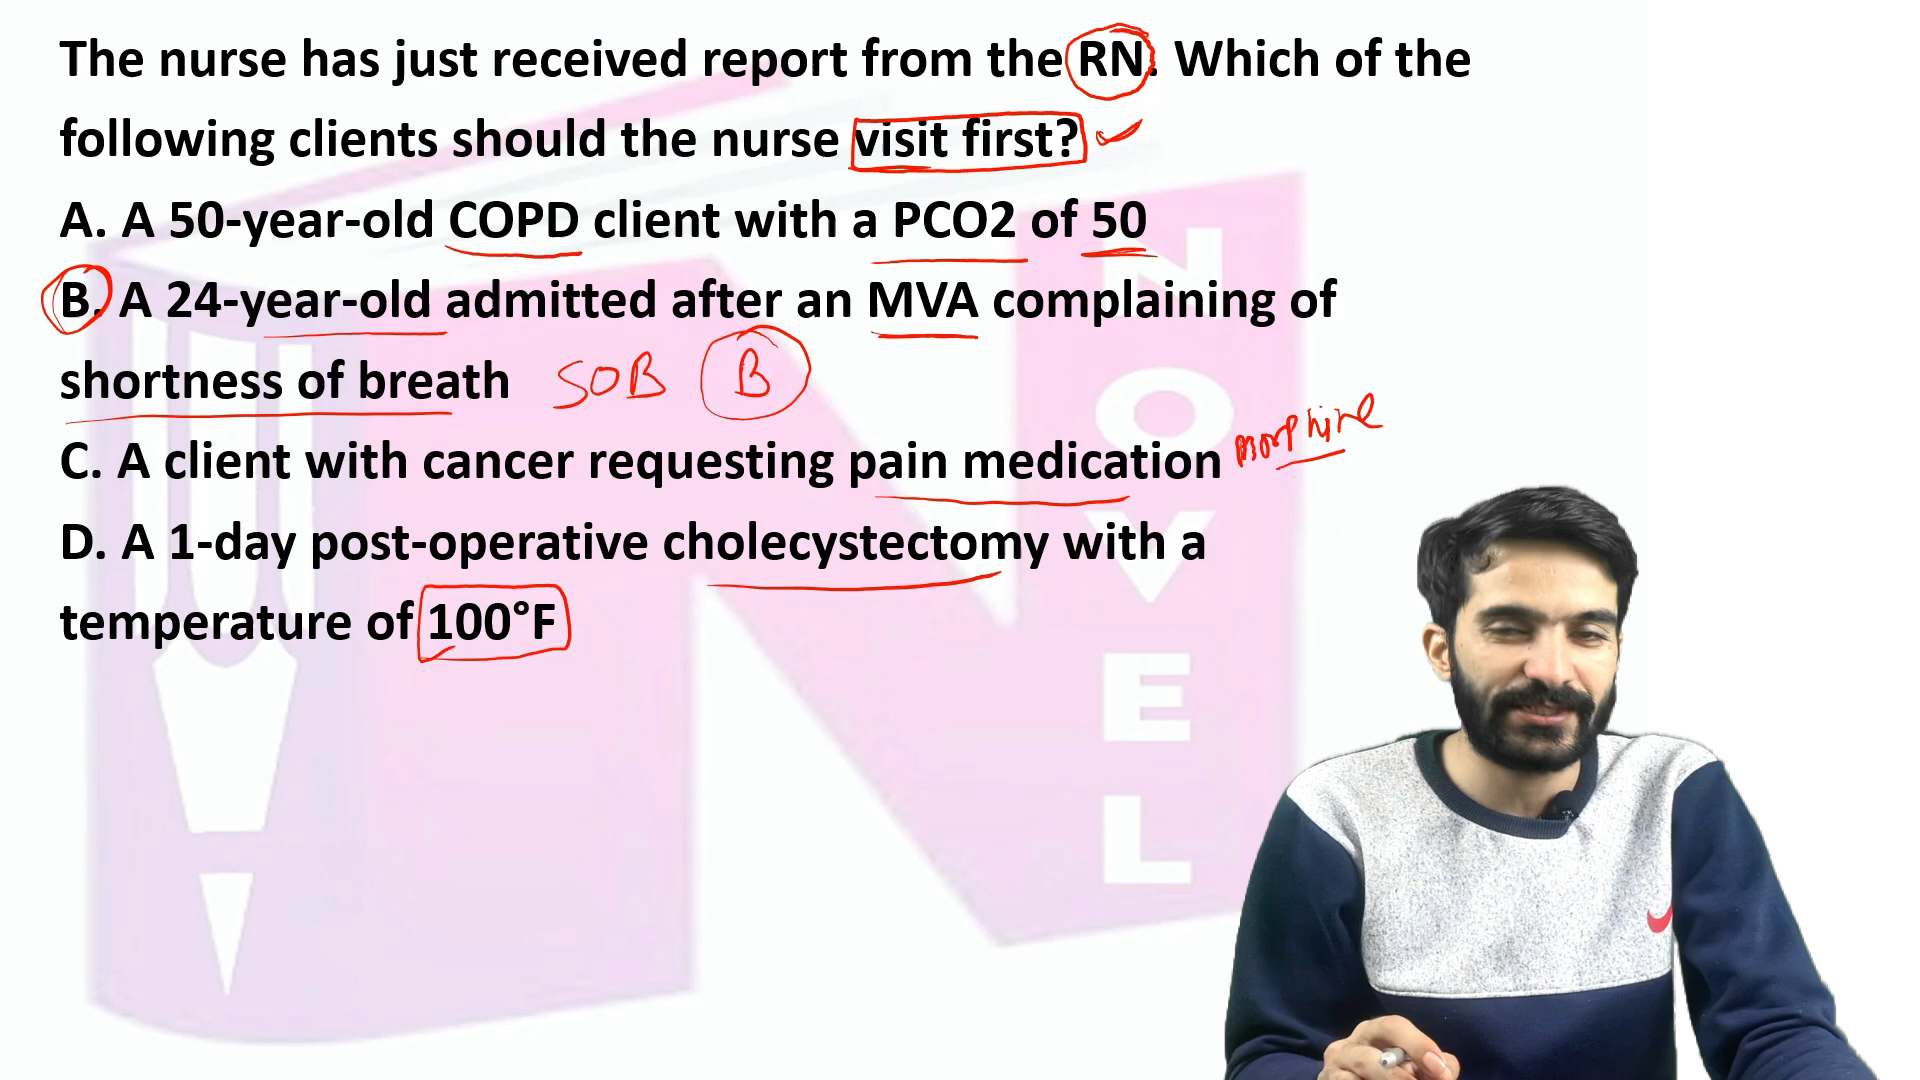 The nurse has just received report from the RN. Which of the
following clients should the nurse visit first?
A. A 50-year-old COPD client with a PCO2 of 50
B. A 24-year-old admitted after an MVA complaining of
shortness of breath SOB B
C. A client with cancer requesting pain medication morphine
D. A 1-day post-operative cholecystectomy with a
temperature of 100°F
NOVEL